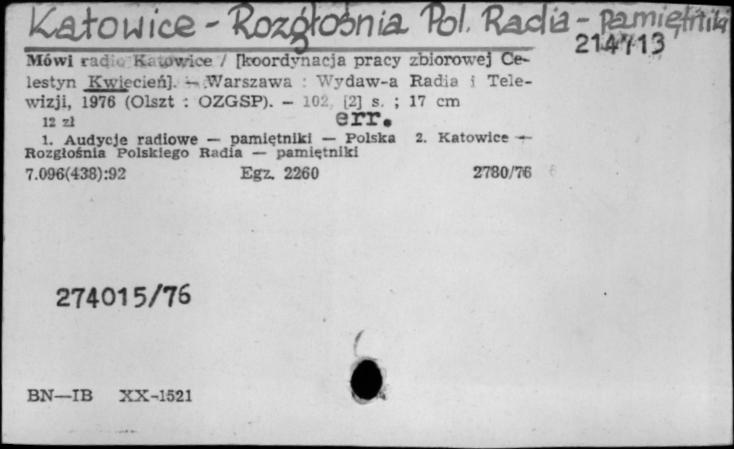 Katowice - Rozgłośnia Pol. Radia - pamiętniki
214713
Mówi radio Katowice / [koordynacja pracy zbiorowej Ce-
lestyn Kwiecień]. — Warszawa : Wydaw-a Radia i Tele-
wizji, 1976 (Olszt : OZGSP). — 102, [2] s. ; 17 cm
12 zł err.
1. Audycje radiowe — pamiętniki — Polska 2. Katowice —
Rozgłośnia Polskiego Radia — pamiętniki
7.096(438):92 Egz. 2260 2780/76
274015/76
BN—IB XX-1521